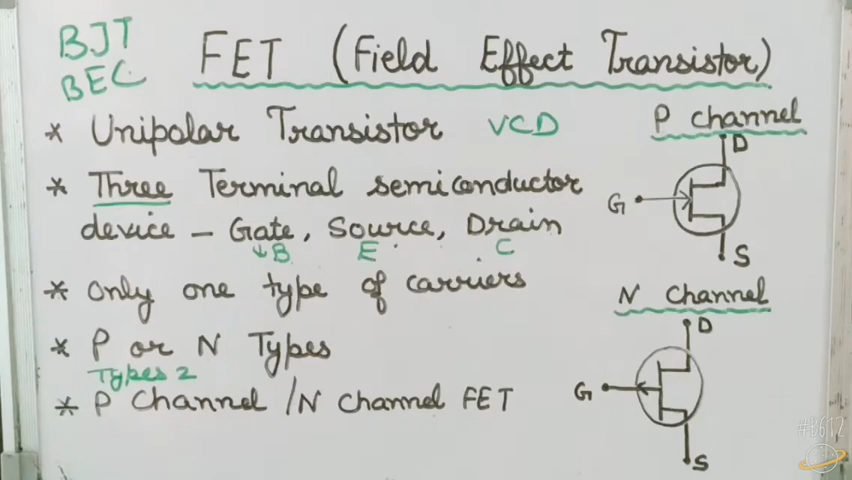 BJT
BEC
FET (Field Effect Transistor)
* Unipolar Transistor VCD
* Three Terminal semiconductor
device - Gate, Source, Drain
↓B E C
* Only one type of carriers
* P or N Types
Types 2
* P Channel /N Channel FET
P channel
D
G
S
N Channel
D
G
S
#B612